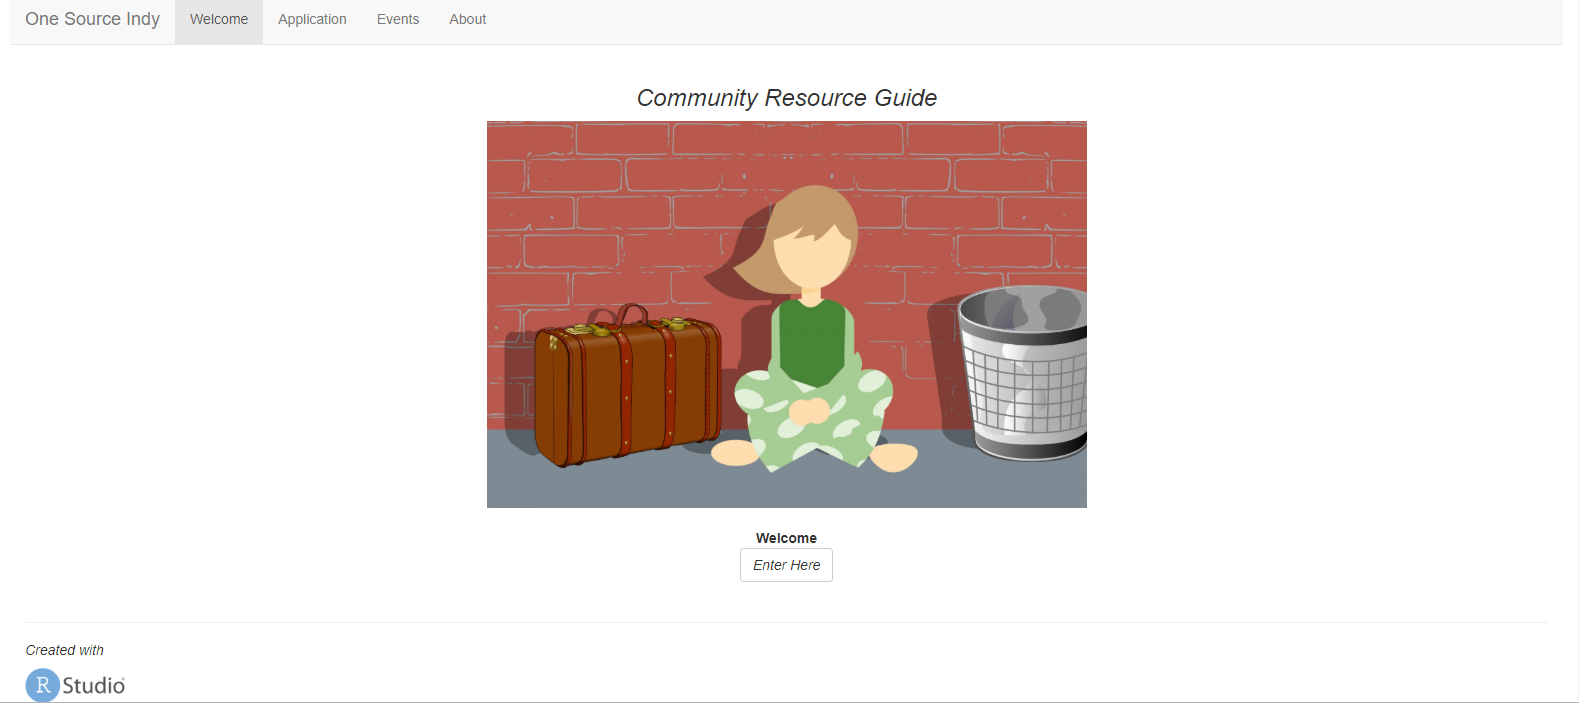 One Source Indy Welcome Application Events About
Community Resource Guide
Welcome
Enter Here
Created with
R Studio